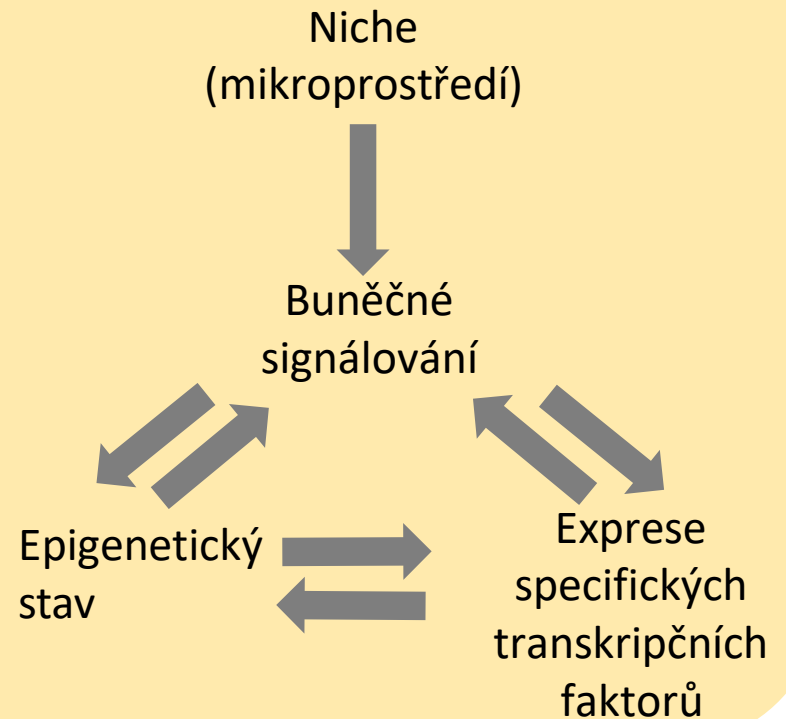 Niche
(mikroprostředí)
Buněčné
signálování
Epigenetický
stav
Exprese
specifických
transkripčních
faktorů